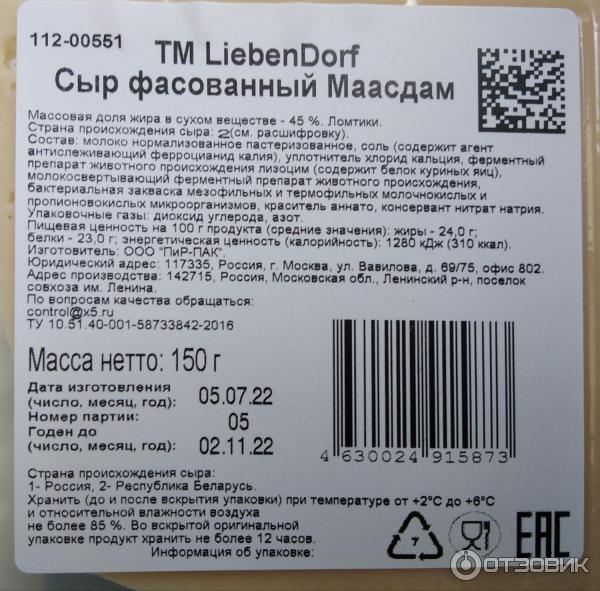 112-00551
ТМ LiebenDorf
Сыр фасованный Маасдам
Массовая доля жира в сухом веществе - 45 %. Ломтики.
Страна происхождения сыра: 2(см. расшифровку).
Состав: молоко нормализованное пастеризованное, соль (содержит агент
антислеживающий ферроцианид калия), уплотнитель хлорид кальция, ферментный
препарат животного происхождения лизоцим (содержит белок куриных яиц),
молокосвертывающий ферментный препарат животного происхождения,
бактериальная закваска мезофильных и термофильных молочнокислых и
пропионовокислых микроорганизмов, краситель аннато, консервант нитрат натрия.
Упаковочные газы: диоксид углерода, азот.
Пищевая ценность на 100 г продукта (средние значения): жиры - 24,0 г;
белки - 23,0 г; энергетическая ценность (калорийность): 1280 кДж (310 ккал).
Изготовитель: ООО "ПиР-ПАК".
Юридический адрес: 117335, Россия, г. Москва, ул. Вавилова, д. 69/75, офис 802.
Адрес производства: 142715, Россия, Московская обл., Ленинский р-н, поселок
совхоза им. Ленина.
По вопросам качества обращаться:
control@x5.ru
ТУ 10.51.40-001-58733842-2016
Масса нетто: 150 г
Дата изготовления
(число, месяц, год): 05.07.22
Номер партии: 05
Годен до
(число, месяц, год): 02.11.22
4 630024 915873
Страна происхождения сыра:
1- Россия, 2- Республика Беларусь.
Хранить (до и после вскрытия упаковки) при температуре от +2°С до +6°С
и относительной влажности воздуха
не более 85 %. Во вскрытой оригинальной
упаковке продукт хранить не более 12 часов.
Информация об упаковке:
7
EAC
ОТЗОВИК